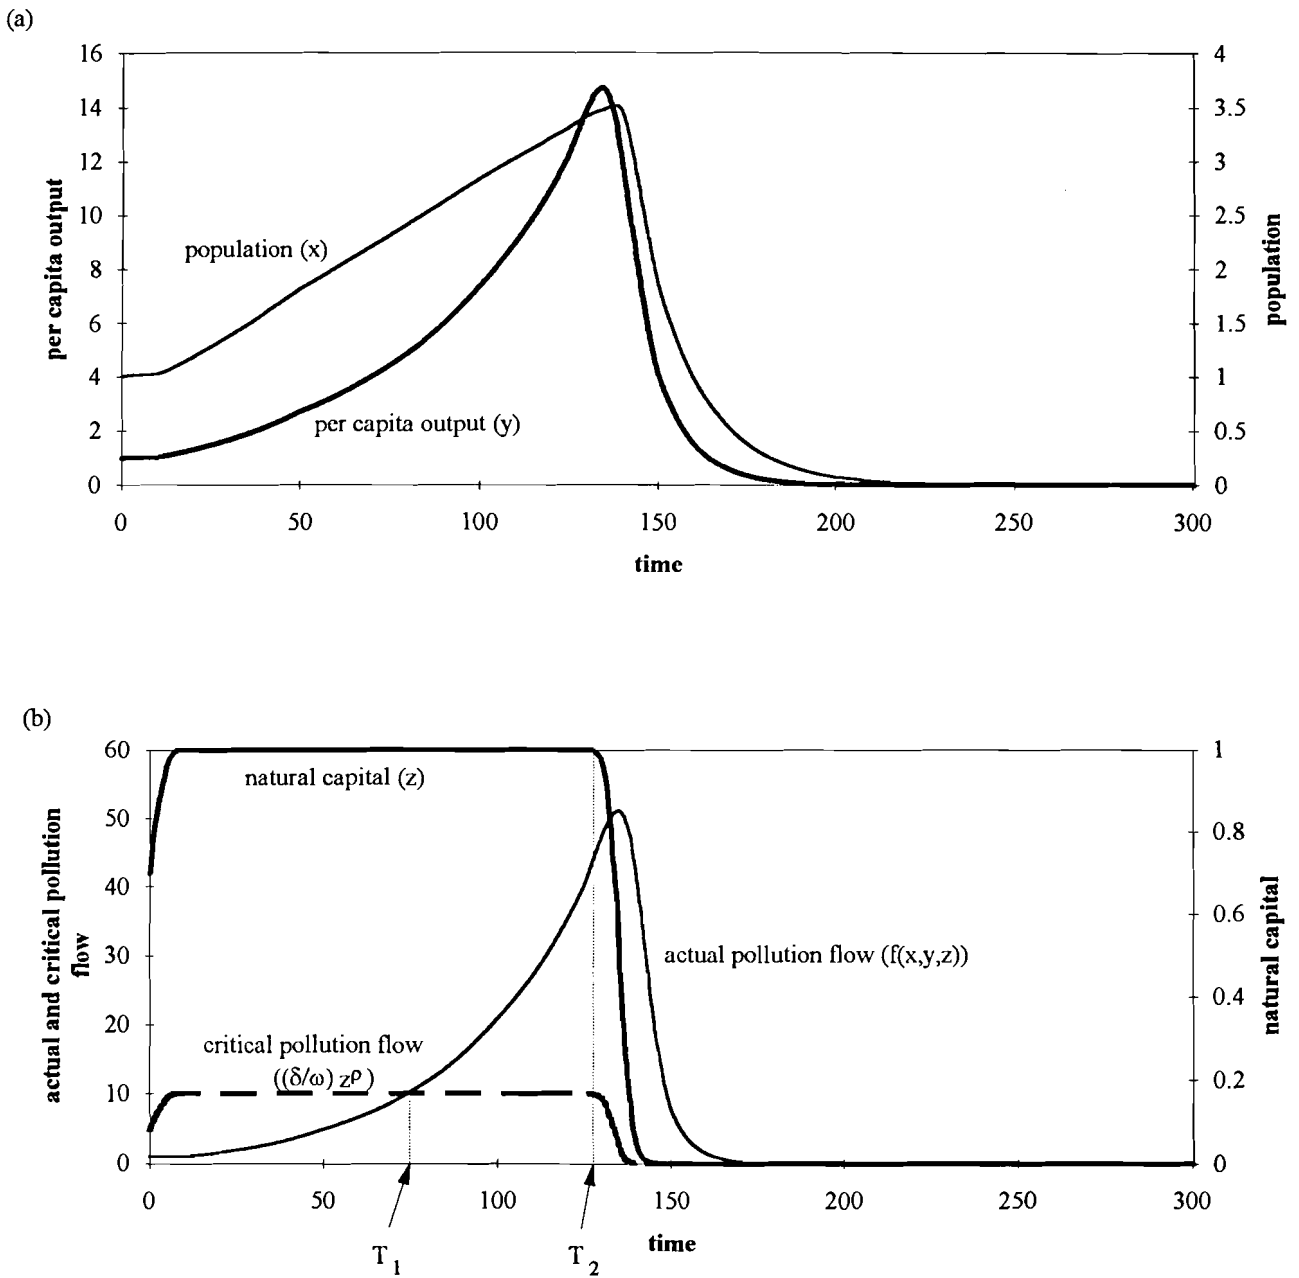 (a)
16
14
12
10
8
6
4
2
0
per capita output
4
3.5
3
2.5
2
1.5
1
0.5
0
population
population (x)
per capita output (y)
0 50 100 150 200 250 300
time
(b)
60
50
40
30
20
10
0
actual and critical pollution
flow
1
0.8
0.6
0.4
0.2
0
natural capital
natural capital (z)
actual pollution flow (f(x,y,z))
critical pollution flow
((δ/ω) z^ρ)
0 50 100 150 200 250 300
T₁ T₂ time